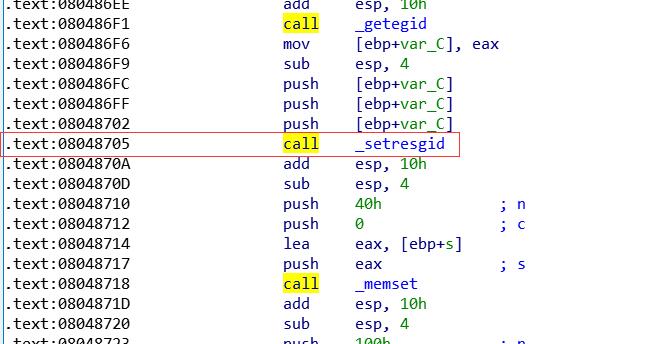 .text:080486EE add esp, 10h
.text:080486F1 call _getegid
.text:080486F6 mov [ebp+var_C], eax
.text:080486F9 sub esp, 4
.text:080486FC push [ebp+var_C]
.text:080486FF push [ebp+var_C]
.text:08048702 push [ebp+var_C]
.text:08048705 call _setresgid
.text:0804870A add esp, 10h
.text:0804870D sub esp, 4
.text:08048710 push 40h ; n
.text:08048712 push 0 ; c
.text:08048714 lea eax, [ebp+s]
.text:08048717 push eax ; s
.text:08048718 call _memset
.text:0804871D add esp, 10h
.text:08048720 sub esp, 4
.text:08048723 push 100h ; n